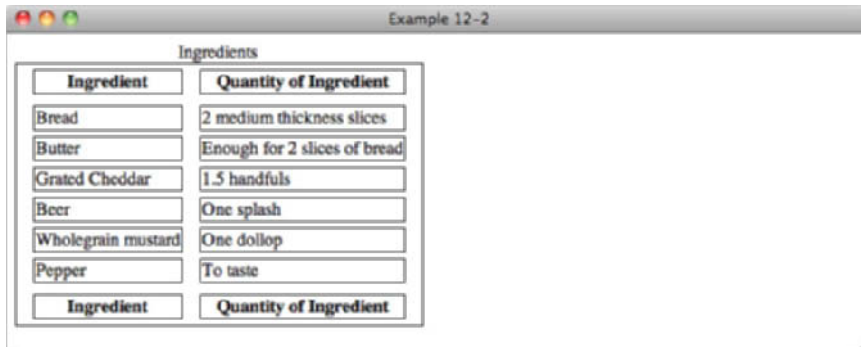 Example 12-2
Ingredients
Ingredient Quantity of Ingredient
Bread 2 medium thickness slices
Butter Enough for 2 slices of bread
Grated Cheddar 1.5 handfuls
Beer One splash
Wholegrain mustard One dollop
Pepper To taste
Ingredient Quantity of Ingredient